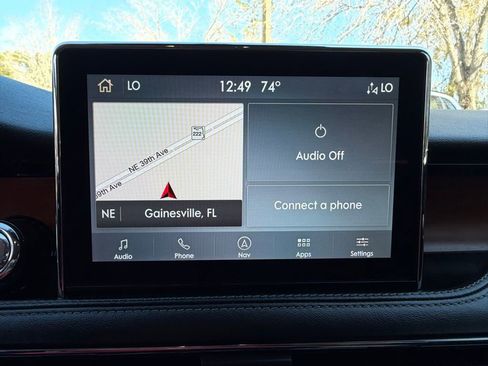 LO 12:49 74° LO
222
NE 39th Ave
39th Ave
NE Gainesville, FL
Audio Off
Connect a phone
Audio Phone Nav Apps Settings